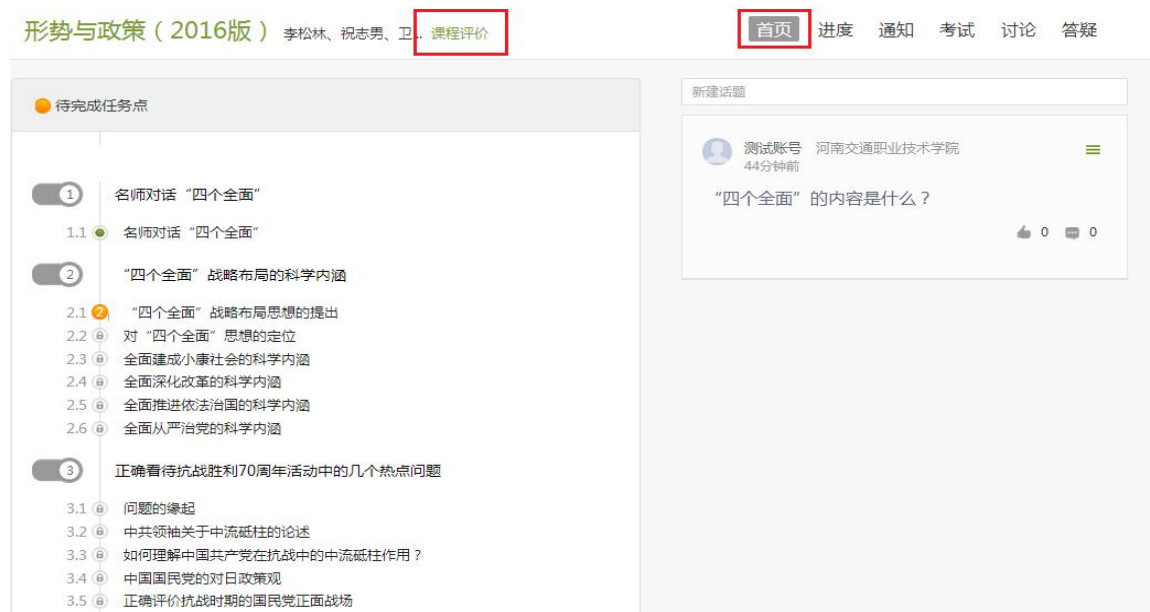 形势与政策（2016版） 李松林、祝志男、卫.. 课程评价
首页 进度 通知 考试 讨论 答疑
待完成任务点
1 名师对话“四个全面”
1.1 名师对话“四个全面”
2 “四个全面”战略布局的科学内涵
2.1 2 “四个全面”战略布局思想的提出
2.2 对“四个全面”思想的定位
2.3 全面建成小康社会的科学内涵
2.4 全面深化改革的科学内涵
2.5 全面推进依法治国的科学内涵
2.6 全面从严治党的科学内涵
3 正确看待抗战胜利70周年活动中的几个热点问题
3.1 问题的缘起
3.2 中共领袖关于中流砥柱的论述
3.3 如何理解中国共产党在抗战中的中流砥柱作用？
3.4 中国国民党的对日政策观
3.5 正确评价抗战时期的国民党正面战场
新建话题
测试账号 河南交通职业技术学院
44分钟前
“四个全面”的内容是什么？
0 0